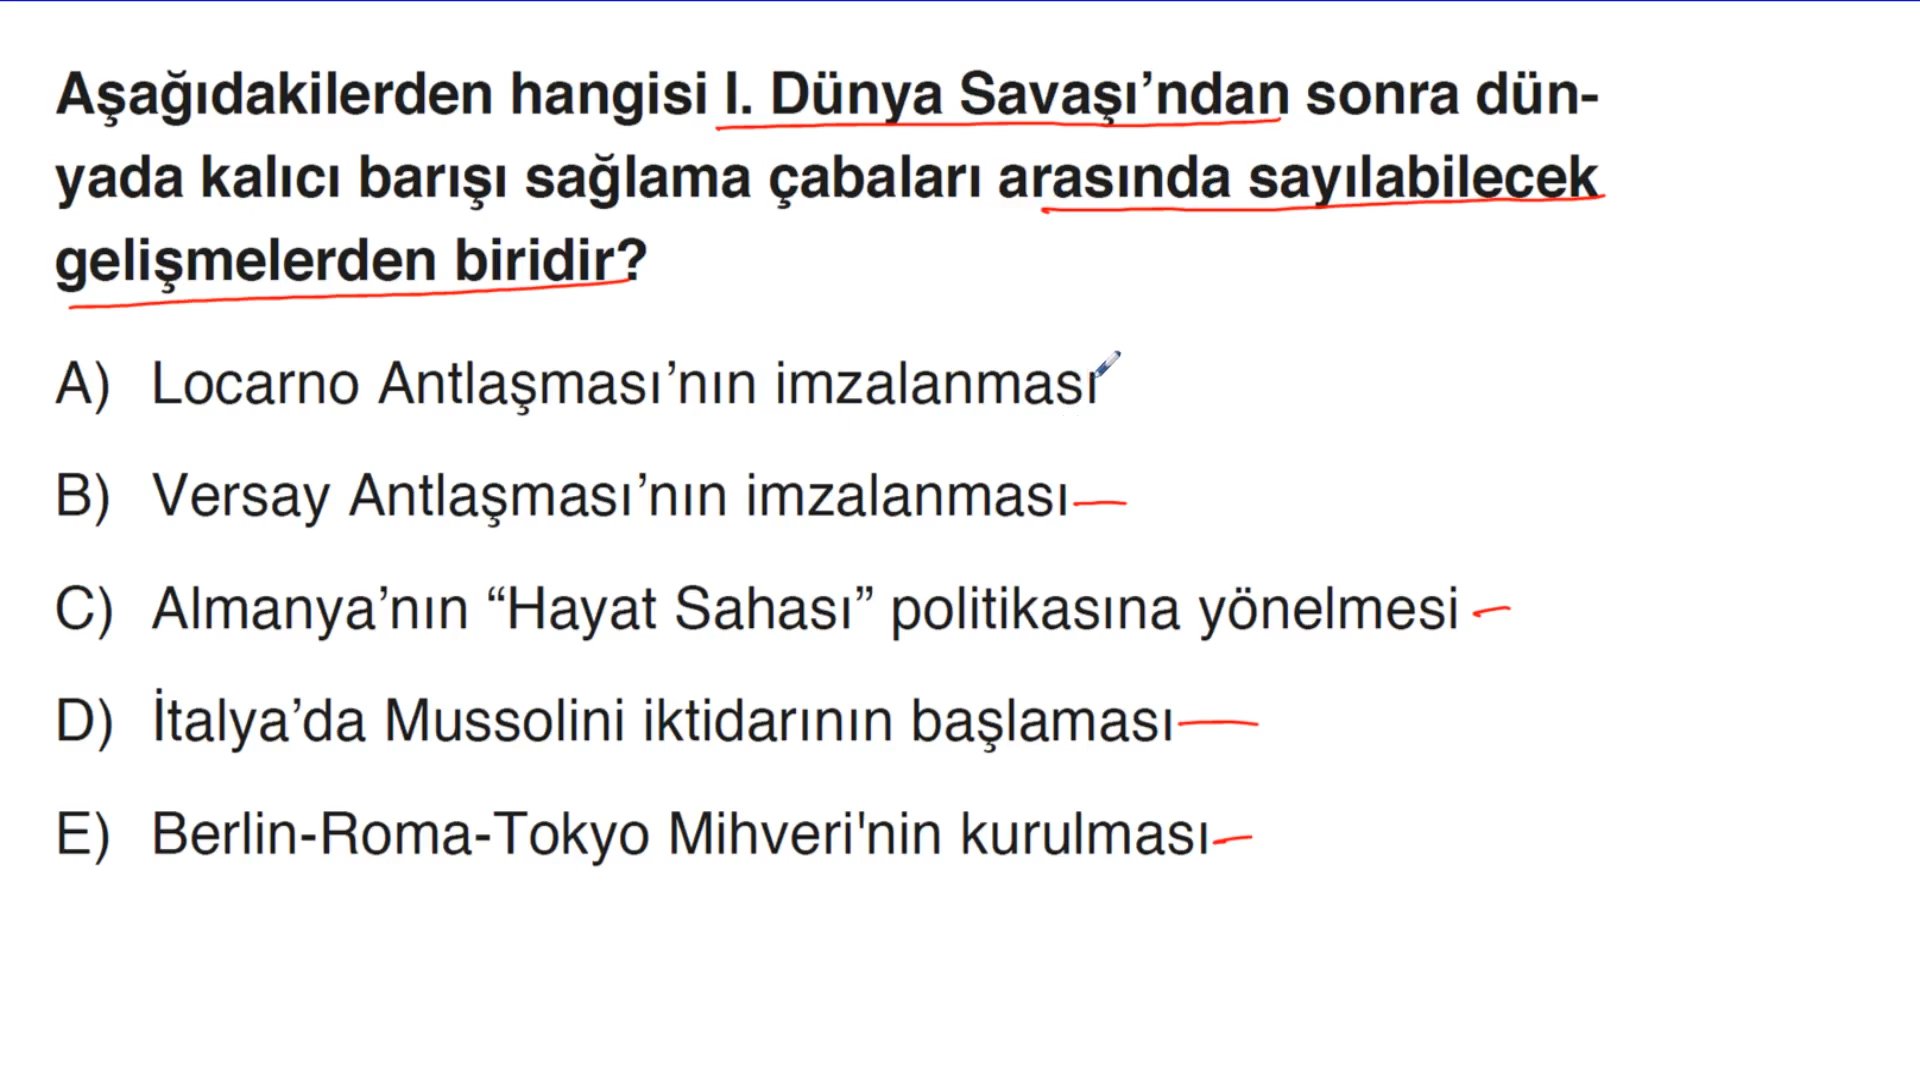 Aşağıdakilerden hangisi I. Dünya Savaşı’ndan sonra dün-
yada kalıcı barışı sağlama çabaları arasında sayılabilecek
gelişmelerden biridir?
A) Locarno Antlaşması’nın imzalanması
B) Versay Antlaşması’nın imzalanması
C) Almanya’nın “Hayat Sahası” politikasına yönelmesi
D) İtalya’da Mussolini iktidarının başlaması
E) Berlin-Roma-Tokyo Mihveri'nin kurulması